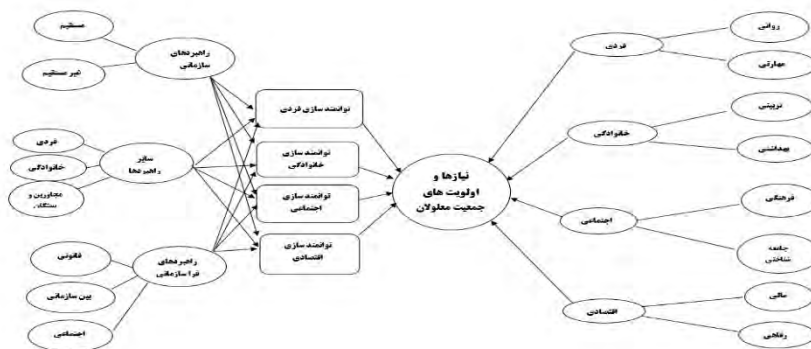 روانی
فردی
مهارتی
تربیتی
خانوادگی
بهداشتی
فرهنگی
اجتماعی
جامعه
شناختی
مالی
اقتصادی
رفاهی
نیازها و
اولویت های
جمعیت معلولان
توانمند سازی فردی
توانمند سازی
خانوادگی
توانمند سازی
اجتماعی
توانمند سازی
اقتصادی
راهبردهای
سازمانی
مستقیم
غیر مستقیم
سایر
راهبردها
فردی
خانوادگی
مجاورین و
بستگان
راهبردهای
فرا سازمانی
قانونی
بین سازمانی
اجتماعی